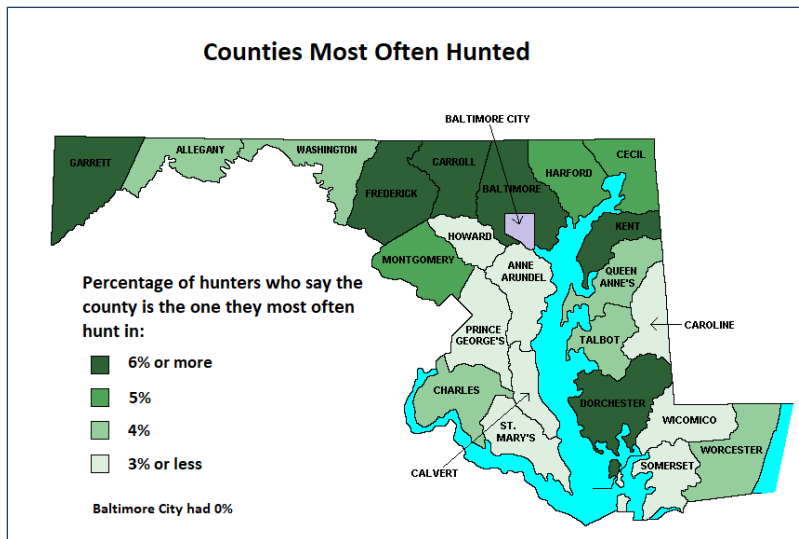 Counties Most Often Hunted
BALTIMORE CITY
GARRETT
ALLEGANY
WASHINGTON
FREDERICK
CARROLL
BALTIMORE
HARFORD
CECIL
KENT
HOWARD
MONTGOMERY
ANNE
ARUNDEL
QUEEN
ANNE'S
PRINCE
GEORGE'S
TALBOT
CAROLINE
CHARLES
DORCHESTER
ST.
MARY'S
CALVERT
WICOMICO
WORCESTER
SOMERSET
Percentage of hunters who say the
county is the one they most often
hunt in:
6% or more
5%
4%
3% or less
Baltimore City had 0%